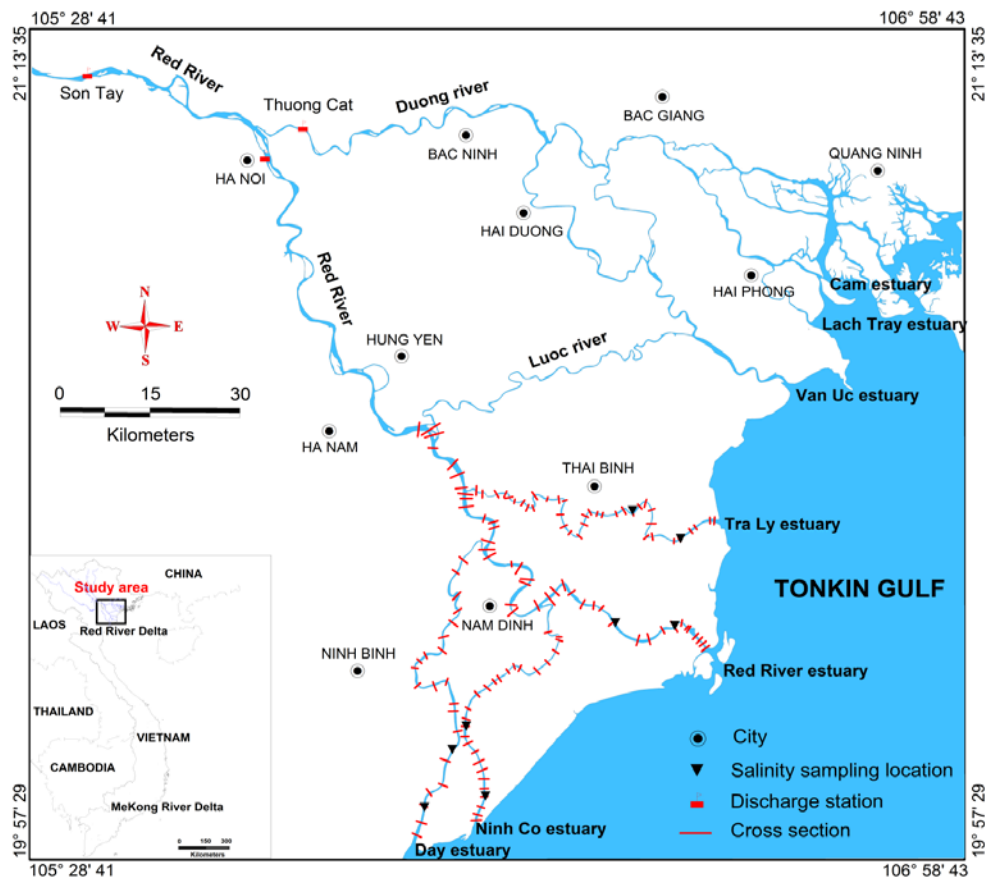 105° 28' 41
106° 58' 43
21° 13' 35
21° 13' 35
Red River
Son Tay
Thuong Cat
Duong river
BAC GIANG
BAC NINH
QUANG NINH
HA NOI
HAI DUONG
Red River
HAI PHONG
Cam estuary
Lach Tray estuary
N
W E
S
HUNG YEN
Luoc river
0 15 30
Kilometers
Van Uc estuary
HA NAM
THAI BINH
Tra Ly estuary
TONKIN GULF
CHINA
Study area
LAOS
Red River Delta
NAM DINH
NINH BINH
Red River estuary
THAILAND
VIETNAM
CAMBODIA
MeKong River Delta
0 150 300
Kilometers
City
Salinity sampling location
Discharge station
Cross section
Ninh Co estuary
Day estuary
19° 57' 29
19° 57' 29
105° 28' 41
106° 58' 43